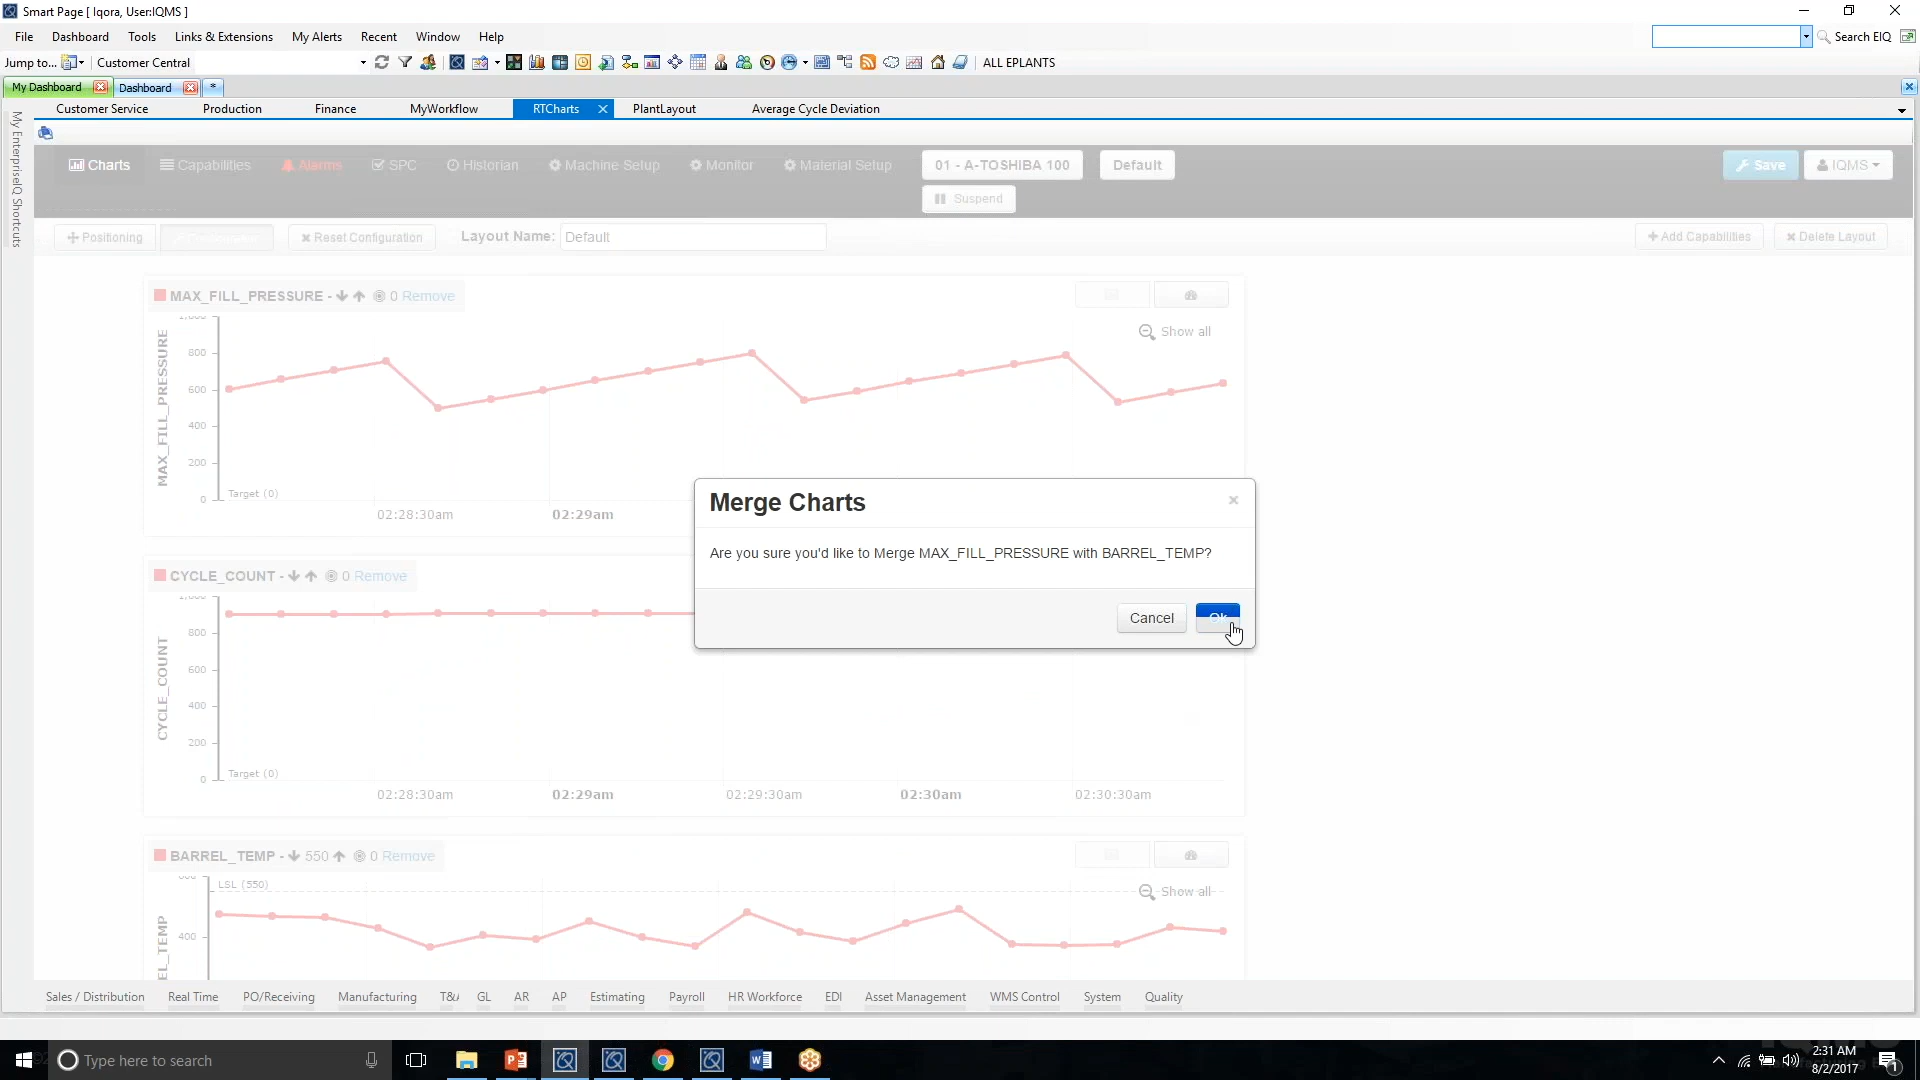 Smart Page [ Iqora, User:IQMS ]
File Dashboard Tools Links & Extensions My Alerts Recent Window Help
Search EIQ
Jump to... Customer Central ALL EPLANTS
My Dashboard Dashboard *
Customer Service Production Finance MyWorkflow RTCharts PlantLayout Average Cycle Deviation
My EnterpriseIQ Shortcuts
Charts Capabilities Alarms SPC Historian Machine Setup Monitor Material Setup 01 - A-TOSHIBA 100 Default Save IQMS
Suspend
Positioning Reset Configuration Layout Name: Default Add Capabilities Delete Layout
MAX_FILL_PRESSURE - 0 Remove
Show all
MAX_FILL_PRESSURE
800
600
400
200
0
Target (0)
02:28:30am 02:29am
Merge Charts
Are you sure you'd like to Merge MAX_FILL_PRESSURE with BARREL_TEMP?
Cancel Ok
CYCLE_COUNT - 0 Remove
CYCLE_COUNT
800
600
400
200
0
Target (0)
02:28:30am 02:29am 02:29:30am 02:30am 02:30:30am
BARREL_TEMP - 550 0 Remove
LSL (550)
Show all
400
EL_TEMP
Sales / Distribution Real Time PO/Receiving Manufacturing T&A GL AR AP Estimating Payroll HR Workforce EDI Asset Management WMS Control System Quality
Type here to search
2:31 AM
8/2/2017
1